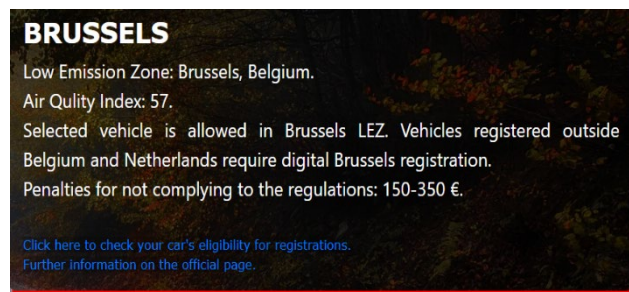 BRUSSELS
Low Emission Zone: Brussels, Belgium.
Air Qulity Index: 57.
Selected vehicle is allowed in Brussels LEZ. Vehicles registered outside
Belgium and Netherlands require digital Brussels registration.
Penalties for not complying to the regulations: 150-350 €.
Click here to check your car's eligibility for registrations.
Further information on the official page.